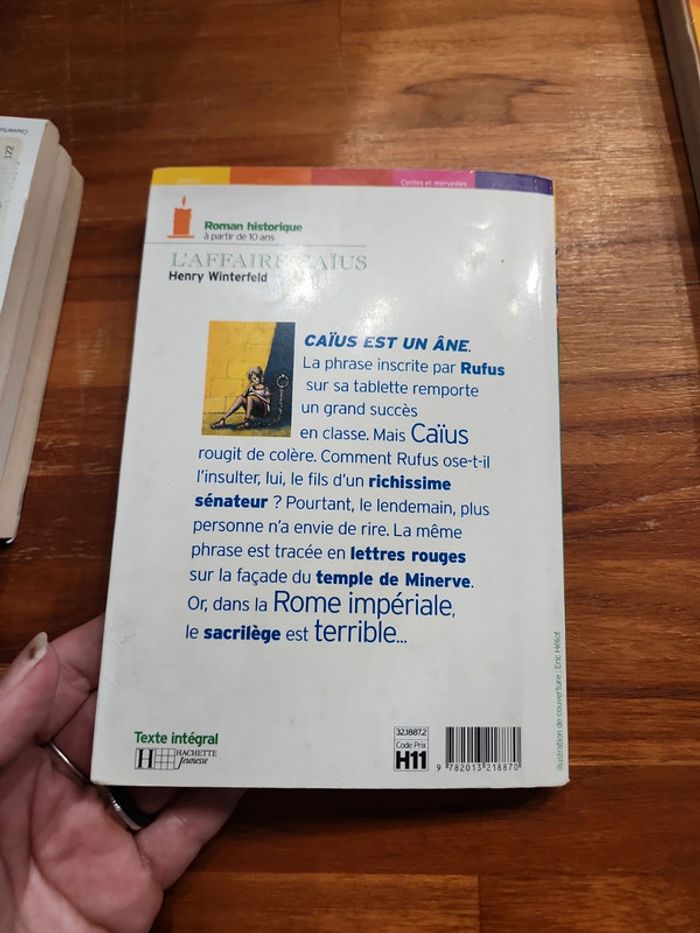 122
Contes et merveilles
Roman historique
à partir de 10 ans
L'AFFAIRE CAÏUS
Henry Winterfeld
CAÏUS EST UN ÂNE.
La phrase inscrite par Rufus
sur sa tablette remporte
un grand succès
en classe. Mais Caïus
rougit de colère. Comment Rufus ose-t-il
l'insulter, lui, le fils d'un richissime
sénateur ? Pourtant, le lendemain, plus
personne n'a envie de rire. La même
phrase est tracée en lettres rouges
sur la façade du temple de Minerve.
Or, dans la Rome impériale,
le sacrilège est terrible...
illustration de couverture : Eric Héliot
Texte intégral
H HACHETTE
Jeunesse
32.1887.2
Code Prix
H11
9 782013 218870